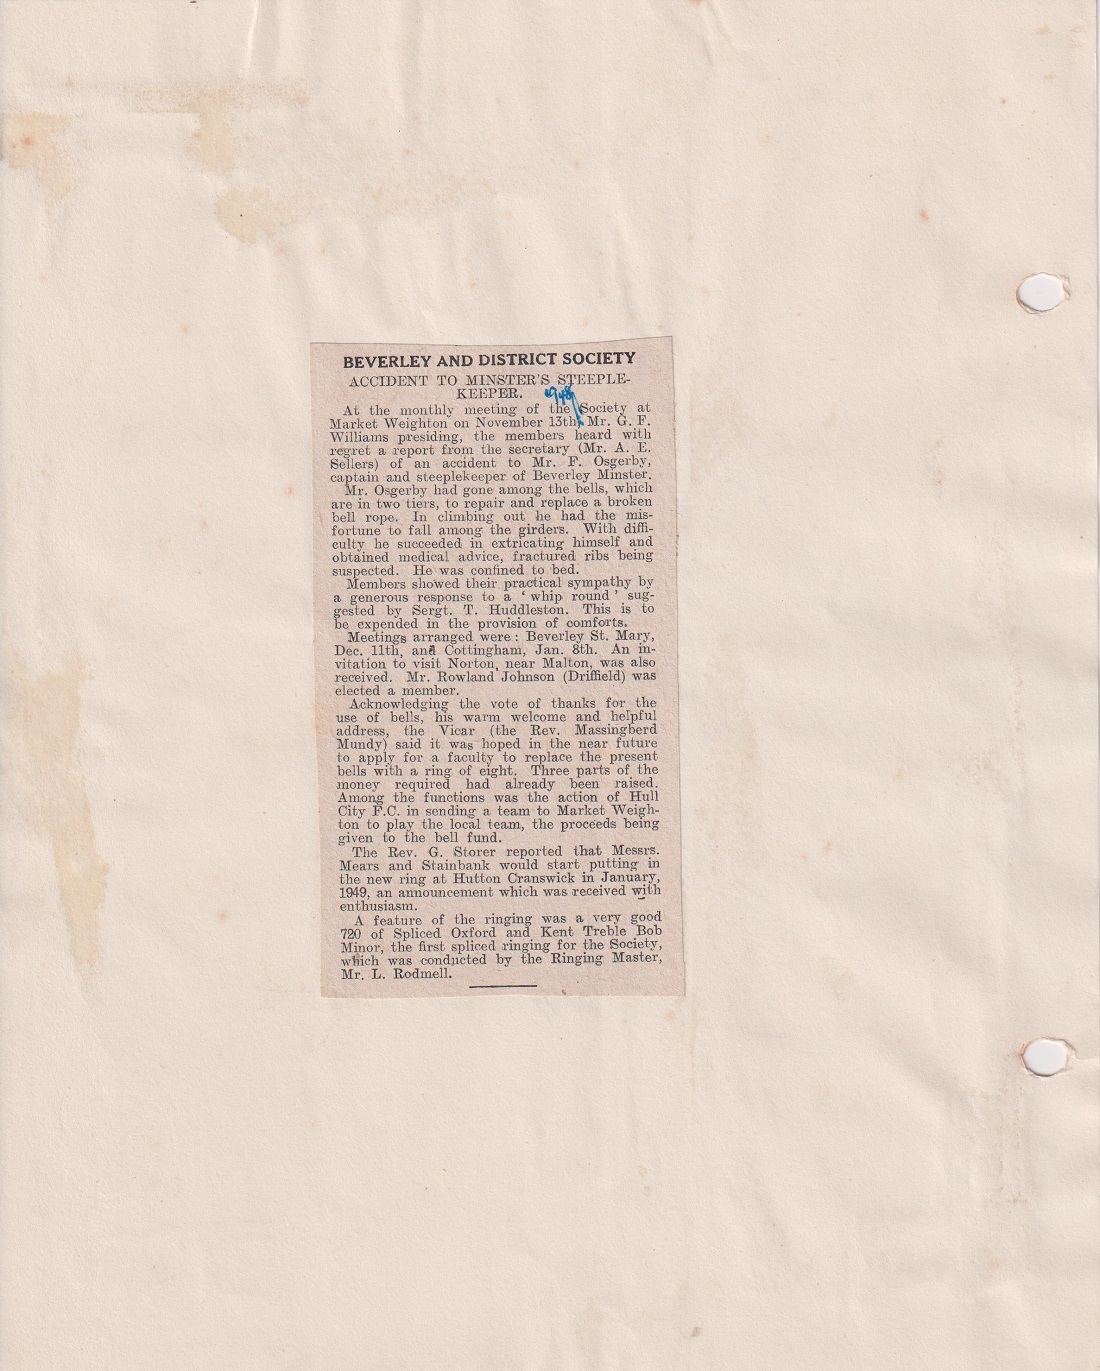 BEVERLEY AND DISTRICT SOCIETY
ACCIDENT TO MINSTER'S STEEPLE-
KEEPER.
1948
At the monthly meeting of the Society at
Market Weighton on November 13th, Mr. G. F.
Williams presiding, the members heard with
regret a report from the secretary (Mr. A. E.
Sellers) of an accident to Mr. F. Osgerby,
captain and steeplekeeper of Beverley Minster.
Mr. Osgerby had gone among the bells, which
are in two tiers, to repair and replace a broken
bell rope. In climbing out he had the mis-
fortune to fall among the girders. With diffi-
culty he succeeded in extricating himself and
obtained medical advice, fractured ribs being
suspected. He was confined to bed.
Members showed their practical sympathy by
a generous response to a ' whip round ' sug-
gested by Sergt. T. Huddleston. This is to
be expended in the provision of comforts.
Meetings arranged were : Beverley St. Mary,
Dec. 11th, and Cottingham, Jan. 8th. An in-
vitation to visit Norton, near Malton, was also
received. Mr. Rowland Johnson (Driffield) was
elected a member.
Acknowledging the vote of thanks for the
use of bells, his warm welcome and helpful
address, the Vicar (the Rev. Massingberd
Mundy) said it was hoped in the near future
to apply for a faculty to replace the present
bells with a ring of eight. Three parts of the
money required had already been raised.
Among the functions was the action of Hull
City F.C. in sending a team to Market Weigh-
ton to play the local team, the proceeds being
given to the bell fund.
The Rev. G. Storer reported that Messrs.
Mears and Stainbank would start putting in
the new ring at Hutton Cranswick in January,
1949, an announcement which was received with
enthusiasm.
A feature of the ringing was a very good
720 of Spliced Oxford and Kent Treble Bob
Minor, the first spliced ringing for the Society,
which was conducted by the Ringing Master,
Mr. L. Rodmell.